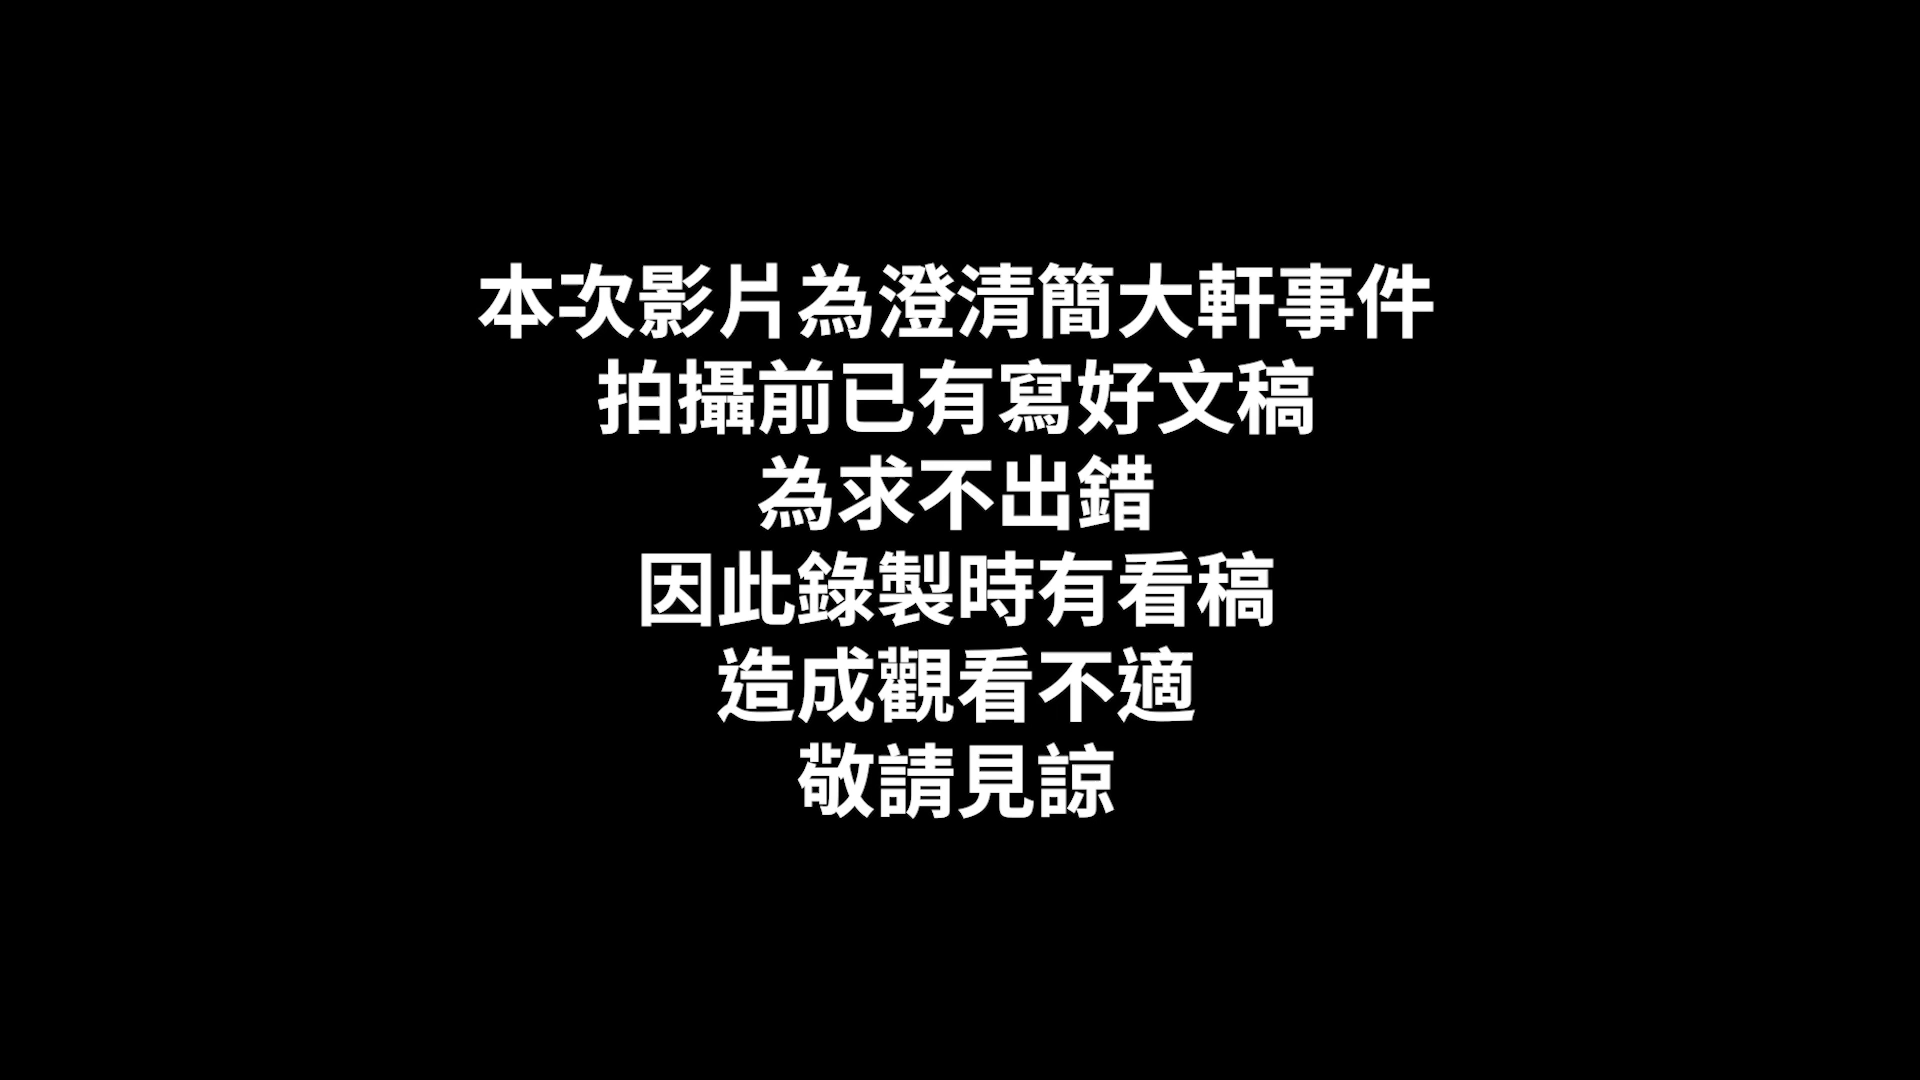 本次影片為澄清簡大軒事件
拍攝前已有寫好文稿
為求不出錯
因此錄製時有看稿
造成觀看不適
敬請見諒